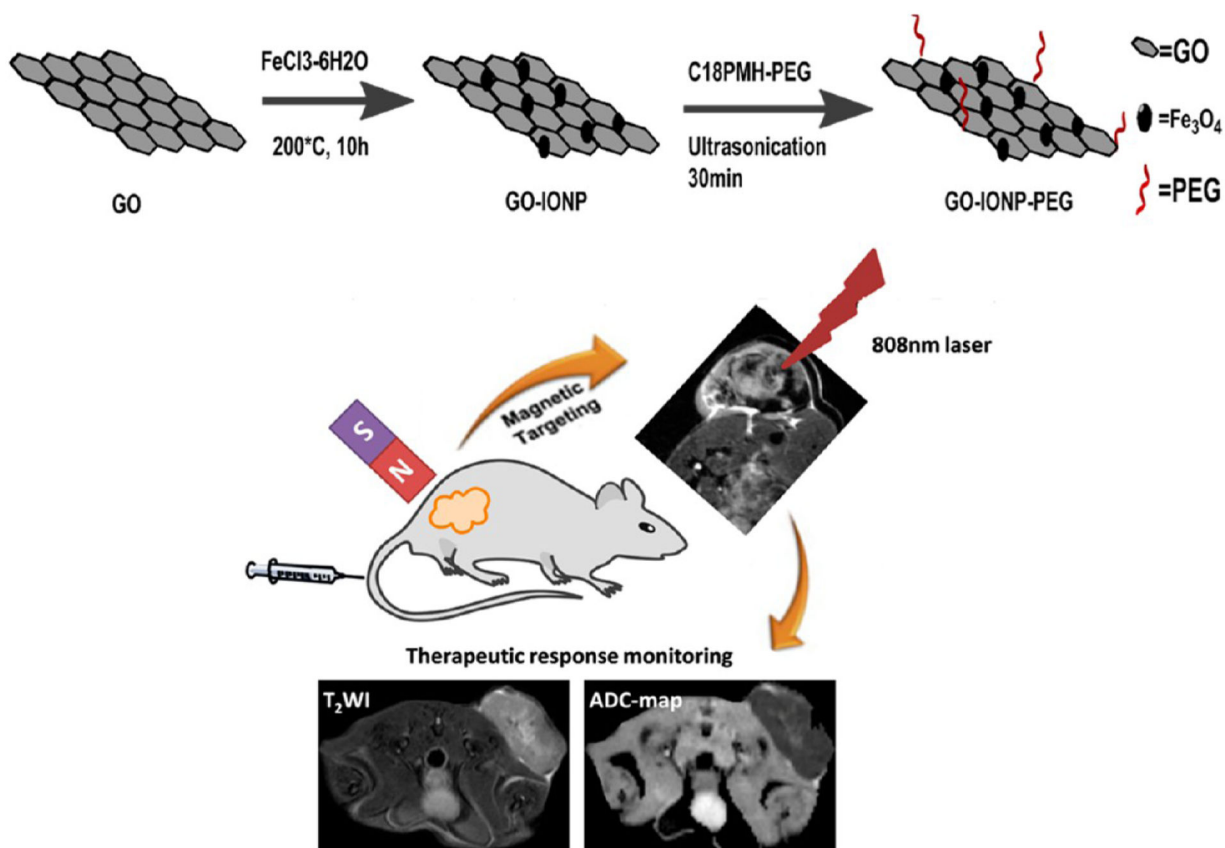 FeCl3-6H2O
200*C, 10h
GO
GO-IONP
C18PMH-PEG
Ultrasonication
30min
GO-IONP-PEG
=GO
=Fe₃O₄
=PEG
S
N
Magnetic
Targeting
808nm laser
Therapeutic response monitoring
T₂WI
ADC-map